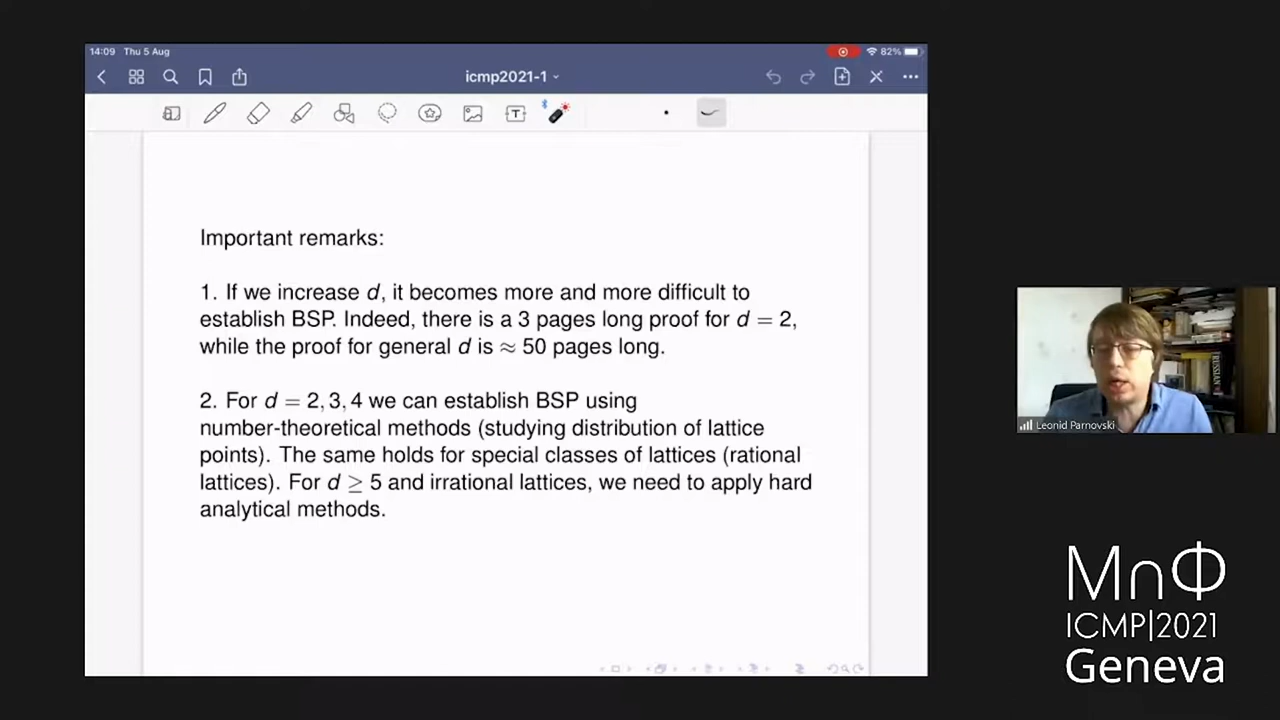 14:09 Thu 5 Aug
82%
icmp2021-1
T
Important remarks:
1. If we increase d, it becomes more and more difficult to
establish BSP. Indeed, there is a 3 pages long proof for d = 2,
while the proof for general d is ≈ 50 pages long.
2. For d = 2, 3, 4 we can establish BSP using
number-theoretical methods (studying distribution of lattice
points). The same holds for special classes of lattices (rational
lattices). For d ≥ 5 and irrational lattices, we need to apply hard
analytical methods.
RUSSIAN
Leonid Parnovski
M∩Φ
ICMP|2021
Geneva